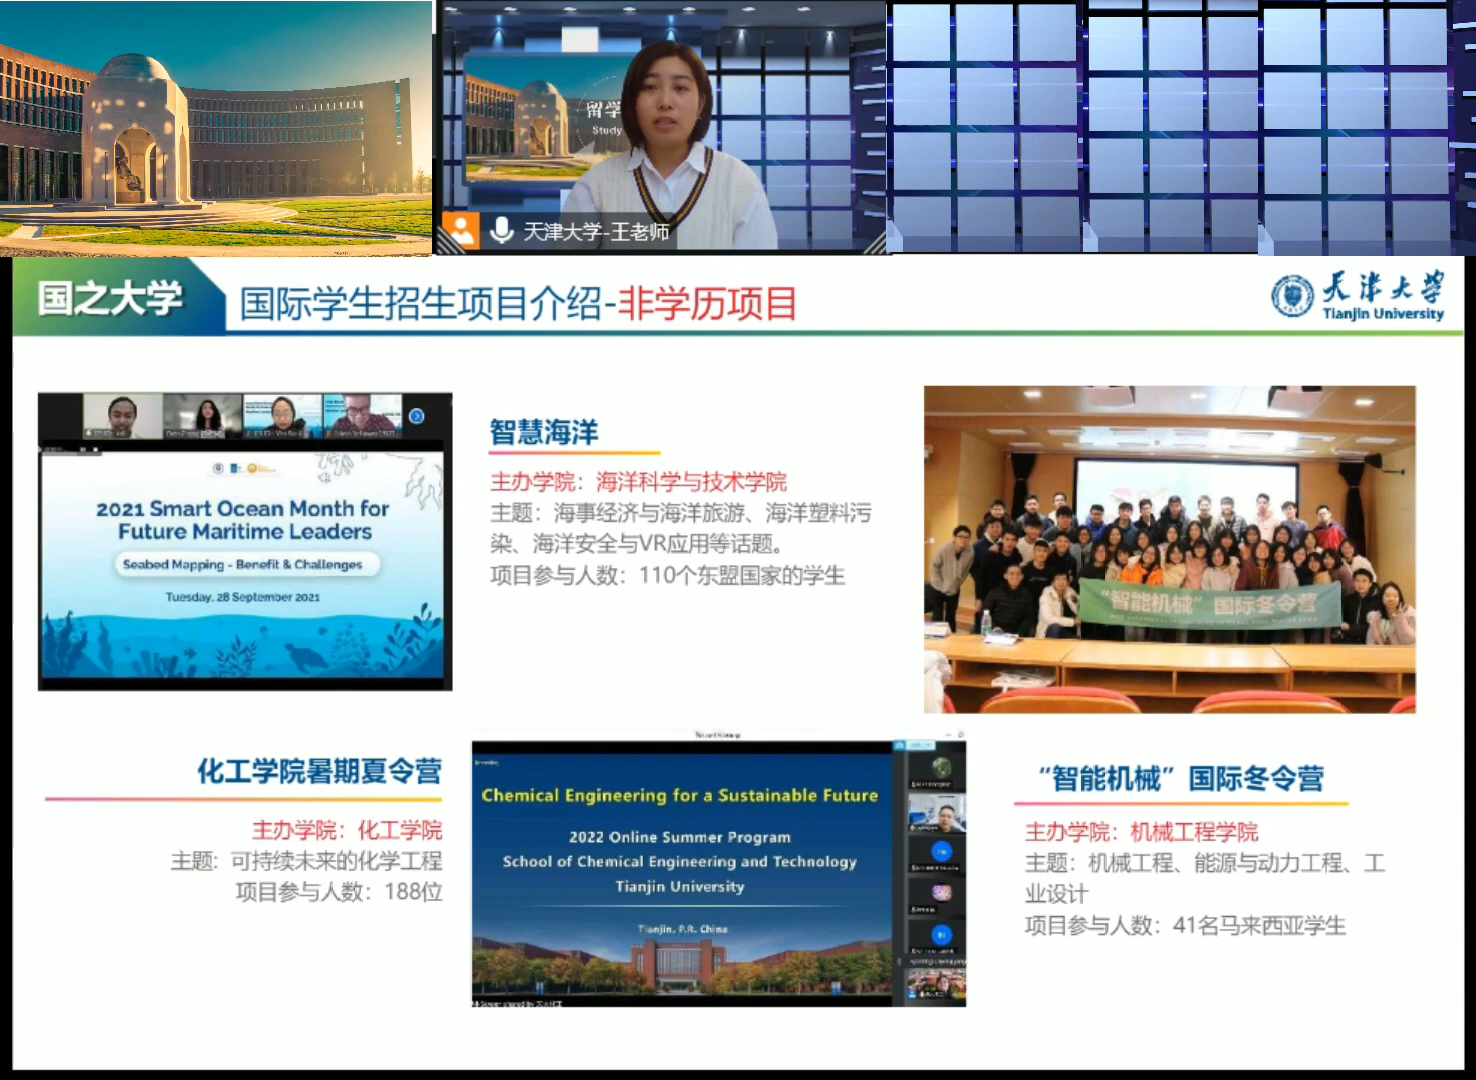 留学
Study
天津大学-王老师
国之大学
国际学生招生项目介绍-非学历项目
天津大学
Tianjin University
2021 Smart Ocean Month for
Future Maritime Leaders
Seabed Mapping - Benefit & Challenges
Tuesday, 28 September 2021
智慧海洋
主办学院：海洋科学与技术学院
主题：海事经济与海洋旅游、海洋塑料污
染、海洋安全与VR应用等话题。
项目参与人数：110个东盟国家的学生
“智能机械”国际冬令营
化工学院暑期夏令营
主办学院：化工学院
主题：可持续未来的化学工程
项目参与人数：188位
Chemical Engineering for a Sustainable Future
2022 Online Summer Program
School of Chemical Engineering and Technology
Tianjin University
Tianjin, P.R. China
“智能机械”国际冬令营
主办学院：机械工程学院
主题：机械工程、能源与动力工程、工
业设计
项目参与人数：41名马来西亚学生